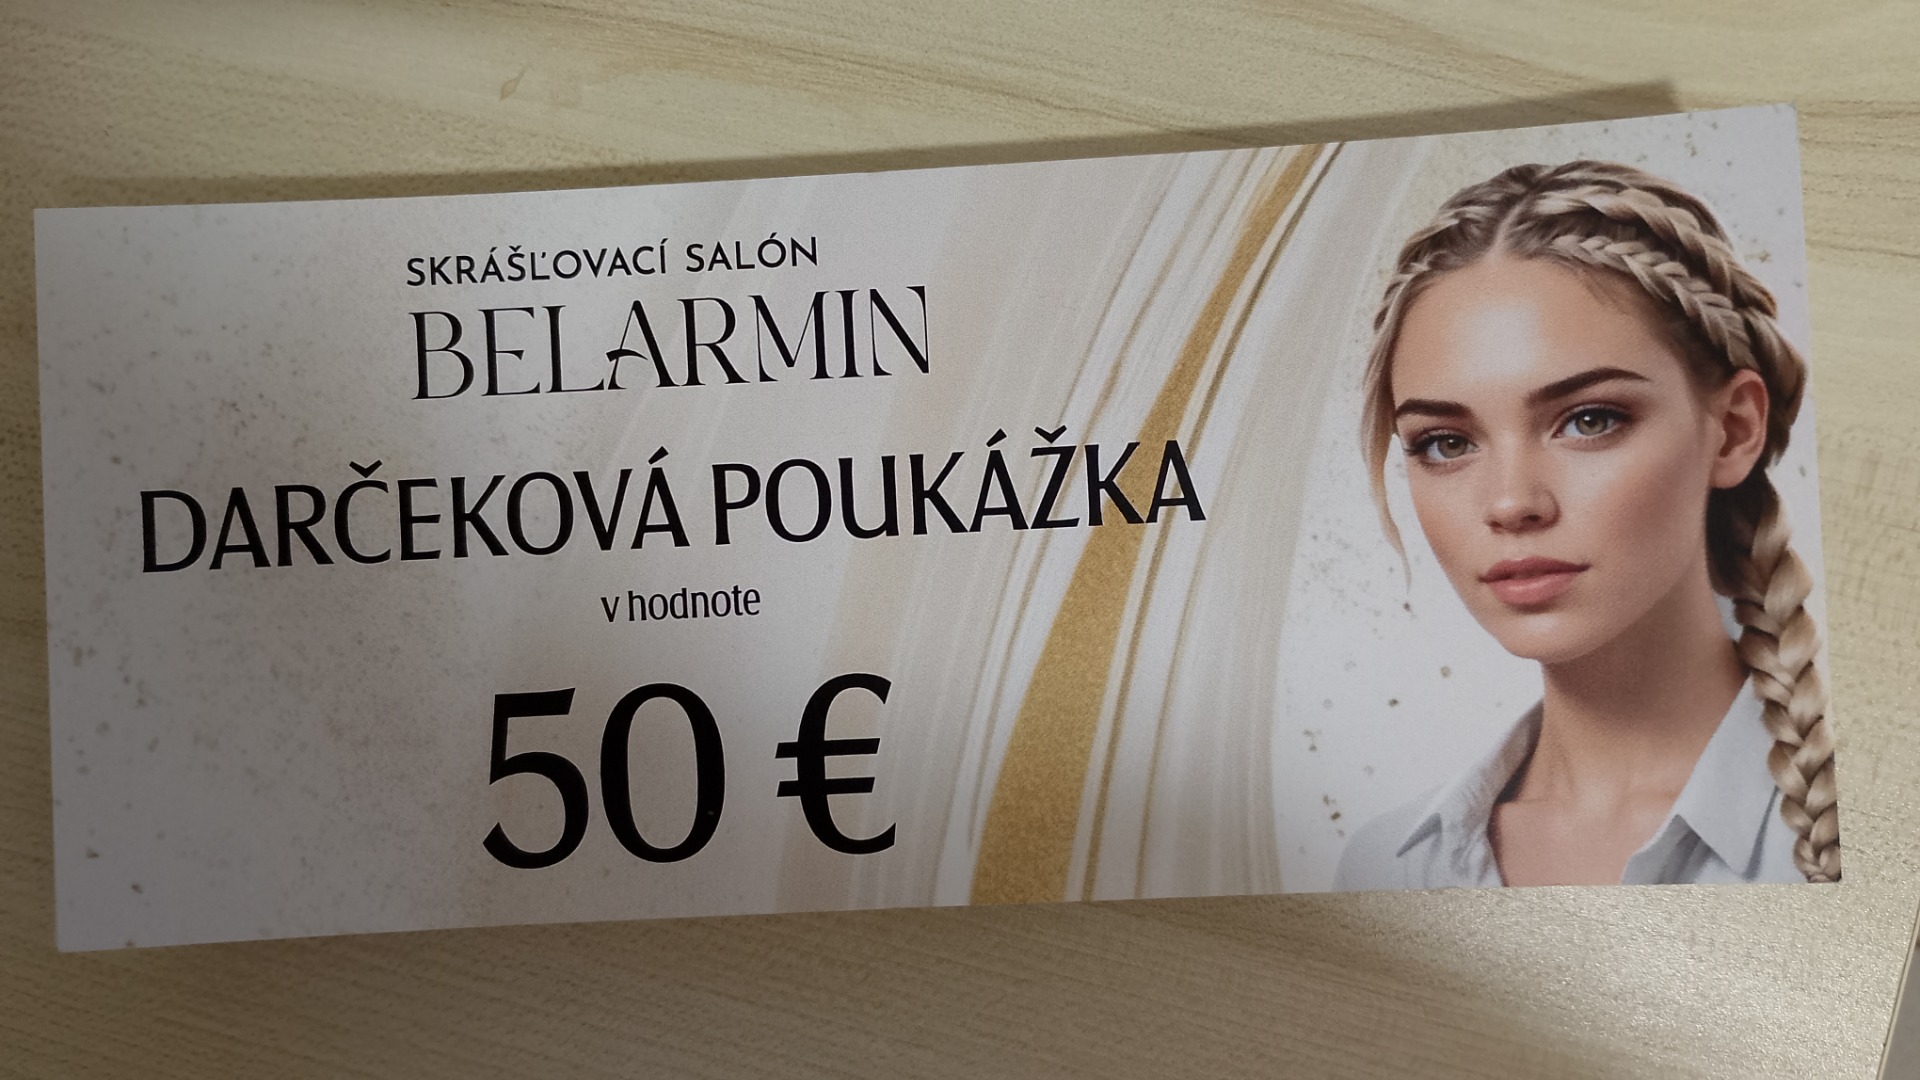 SKRÁŠĽOVACÍ SALÓN
BELARMIN
DARČEKOVÁ POUKÁŽKA
v hodnote
50 €